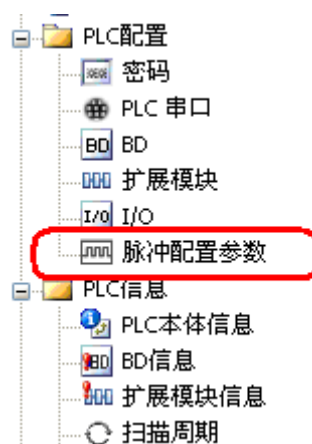 PLC配置
密码
PLC 串口
BD BD
扩展模块
I/O I/O
脉冲配置参数
PLC信息
PLC本体信息
BD BD信息
扩展模块信息
扫描周期